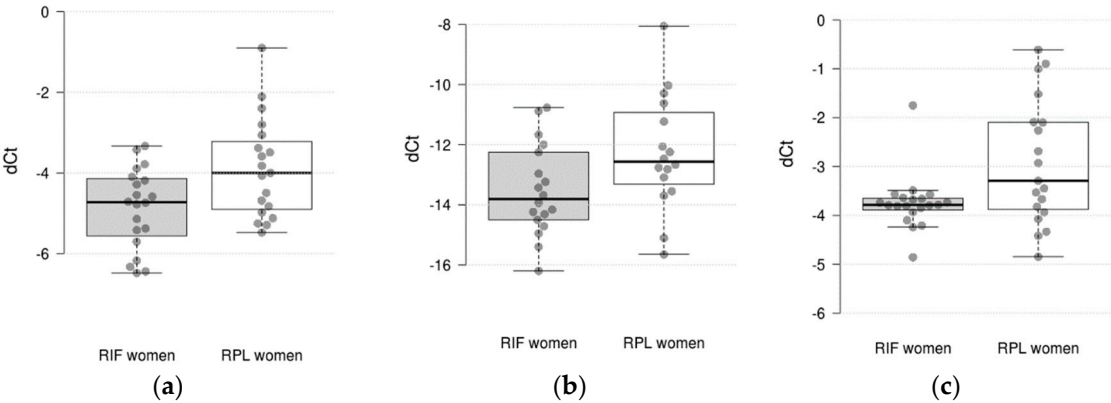 0
-2
-4
-6
dCt
RIF women
RPL women
(a)
-8
-10
-12
-14
-16
dCt
RIF women
RPL women
(b)
0
-1
-2
-3
-4
-5
-6
dCt
RIF women
RPL women
(c)